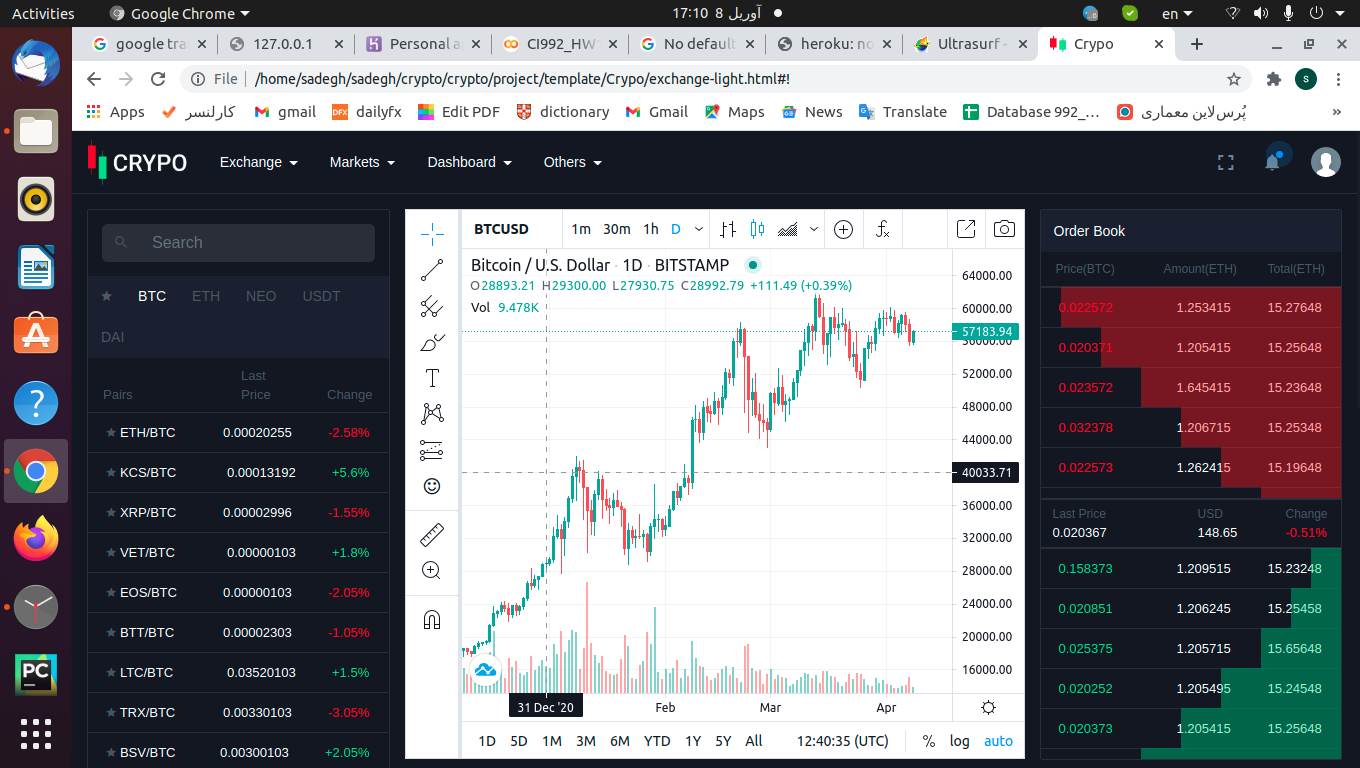 Activities
Google Chrome
17:10 8 آوریل
en
google tra
127.0.0.1
Personal a
CI992_HW
No default
heroku: no
Ultrasurf -
Crypo
File
/home/sadegh/sadegh/crypto/crypto/project/template/Crypo/exchange-light.html#!
S
Apps
کارلنسر
gmail
DFX
dailyfx
Edit PDF
dictionary
Gmail
Maps
News
Translate
Database 992_...
پُرس‌لاین معماری
»
CRYPO
Exchange
Markets
Dashboard
Others
Search
BTC ETH NEO USDT
DAI
Pairs Last Price Change
ETH/BTC 0.00020255 -2.58%
KCS/BTC 0.00013192 +5.6%
XRP/BTC 0.00002996 -1.55%
VET/BTC 0.00000103 +1.8%
EOS/BTC 0.00000103 -2.05%
BTT/BTC 0.00002303 -1.05%
LTC/BTC 0.03520103 +1.5%
TRX/BTC 0.00330103 -3.05%
BSV/BTC 0.00300103 +2.05%
BTCUSD 1m 30m 1h D
Bitcoin / U.S. Dollar · 1D · BITSTAMP
O28893.21 H29300.00 L27930.75 C28992.79 +111.49 (+0.39%)
Vol 9.478K
64000.00
60000.00
57183.94
56000.00
52000.00
48000.00
44000.00
40033.71
36000.00
32000.00
28000.00
24000.00
20000.00
16000.00
31 Dec '20 Feb Mar Apr
1D 5D 1M 3M 6M YTD 1Y 5Y All 12:40:35 (UTC) % log auto
Order Book
Price(BTC) Amount(ETH) Total(ETH)
0.022572 1.253415 15.27648
0.020371 1.205415 15.25648
0.023572 1.645415 15.23648
0.032378 1.206715 15.25348
0.022573 1.262415 15.19648
Last Price USD Change
0.020367 148.65 -0.51%
0.158373 1.209515 15.23248
0.020851 1.206245 15.25458
0.025375 1.205715 15.65648
0.020252 1.205495 15.24548
0.020373 1.205415 15.25648
PC